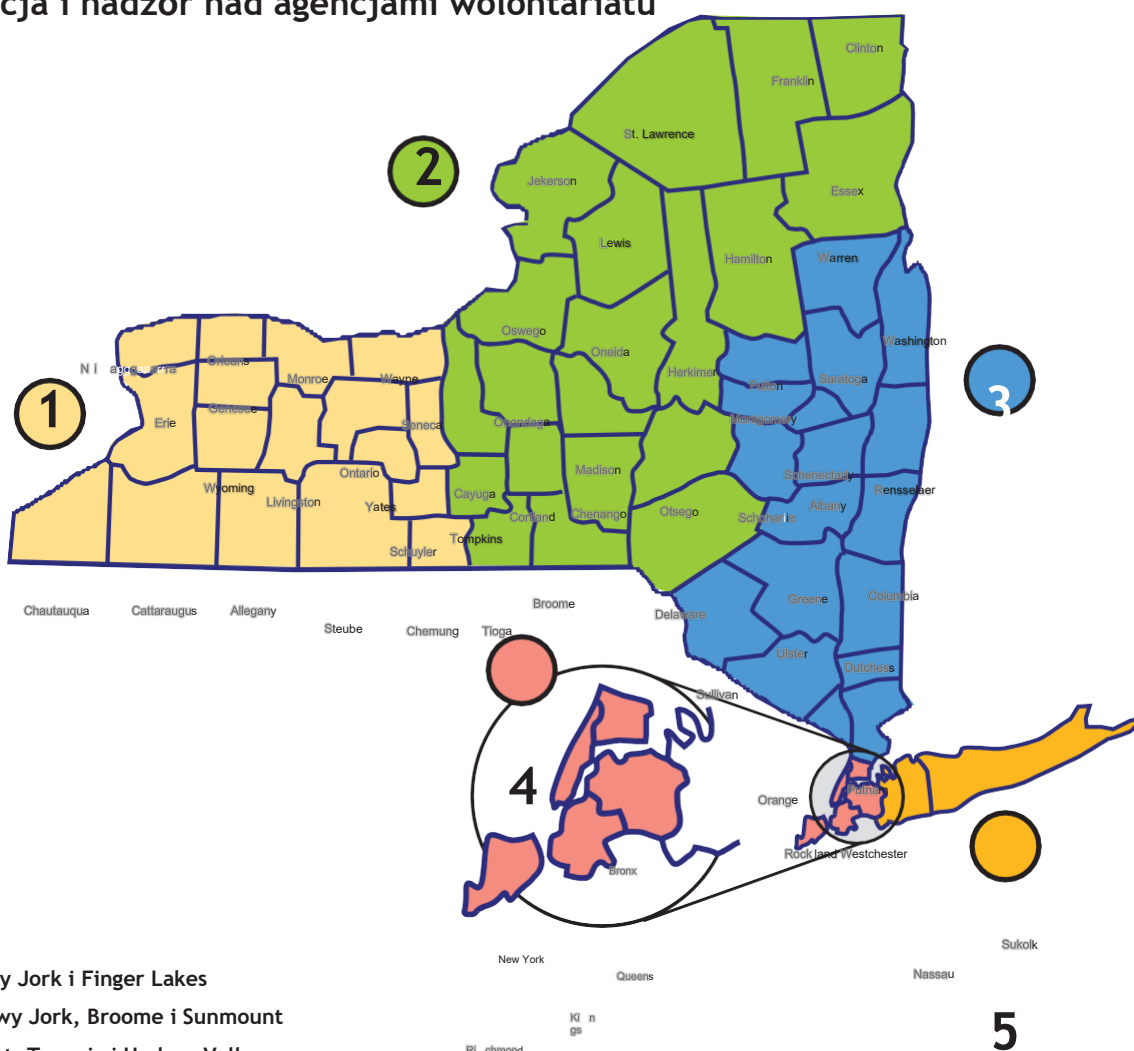 cja i nadzór nad agencjami wolontariatu
Clinton
Franklin
St. Lawrence
2
Jekerson
Essex
Lewis
Hamilton
Warren
Oswego
Oneida
Washington
Orleans
Herkimer
Monroe
Wayne
Fulton
Saratoga
3
1
Genesee
Erie
Seneca
Onondaga
Montgomery
Ontario
Madison
Schenectady
Wyoming
Livingston
Yates
Cayuga
Cortland
Chenango
Otsego
Schoharie
Albany
Rensselaer
Schuyler
Tompkins
Greene
Columbia
Chautauqua
Cattaraugus
Allegany
Broome
Delaware
Steube
Chemung
Tioga
Ulster
Dutchess
Sullivan
4
Orange
Putnam
Rockland Westchester
Bronx
Sukolk
New York
Queens
Nassau
y Jork i Finger Lakes
wy Jork, Broome i Sunmount
Ki n
gs
5